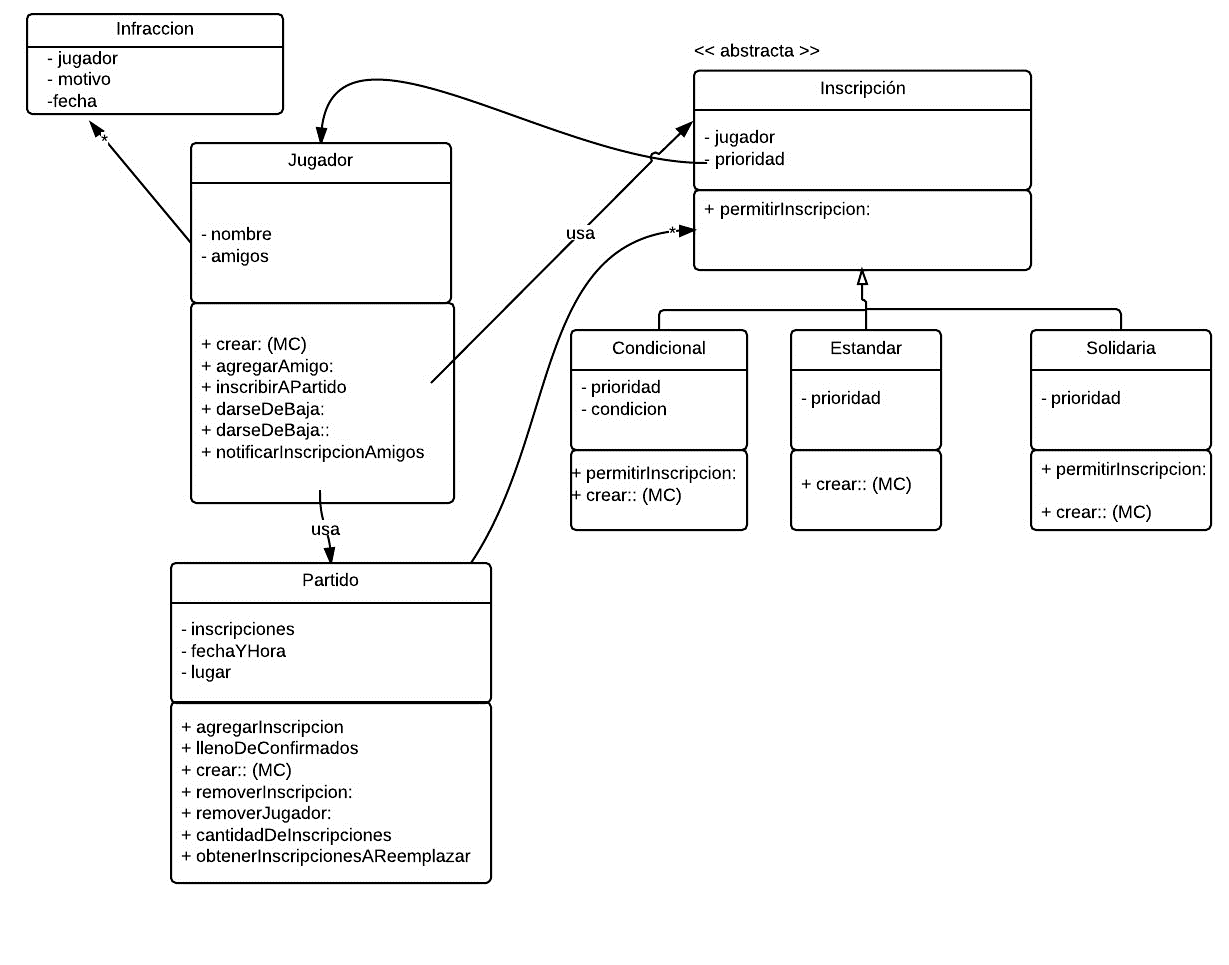 Infraccion
- jugador
- motivo
-fecha
*
<< abstracta >>
Inscripción
- jugador
- prioridad
+ permitirInscripcion:
Jugador
- nombre
- amigos
+ crear: (MC)
+ agregarAmigo:
+ inscribirAPartido
+ darseDeBaja:
+ darseDeBaja::
+ notificarInscripcionAmigos
usa
*
Condicional
- prioridad
- condicion
+ permitirInscripcion:
+ crear:: (MC)
Estandar
- prioridad
+ crear:: (MC)
Solidaria
- prioridad
+ permitirInscripcion:
+ crear:: (MC)
usa
Partido
- inscripciones
- fechaYHora
- lugar
+ agregarInscripcion
+ llenoDeConfirmados
+ crear:: (MC)
+ removerInscripcion:
+ removerJugador:
+ cantidadDeInscripciones
+ obtenerInscripcionesAReemplazar